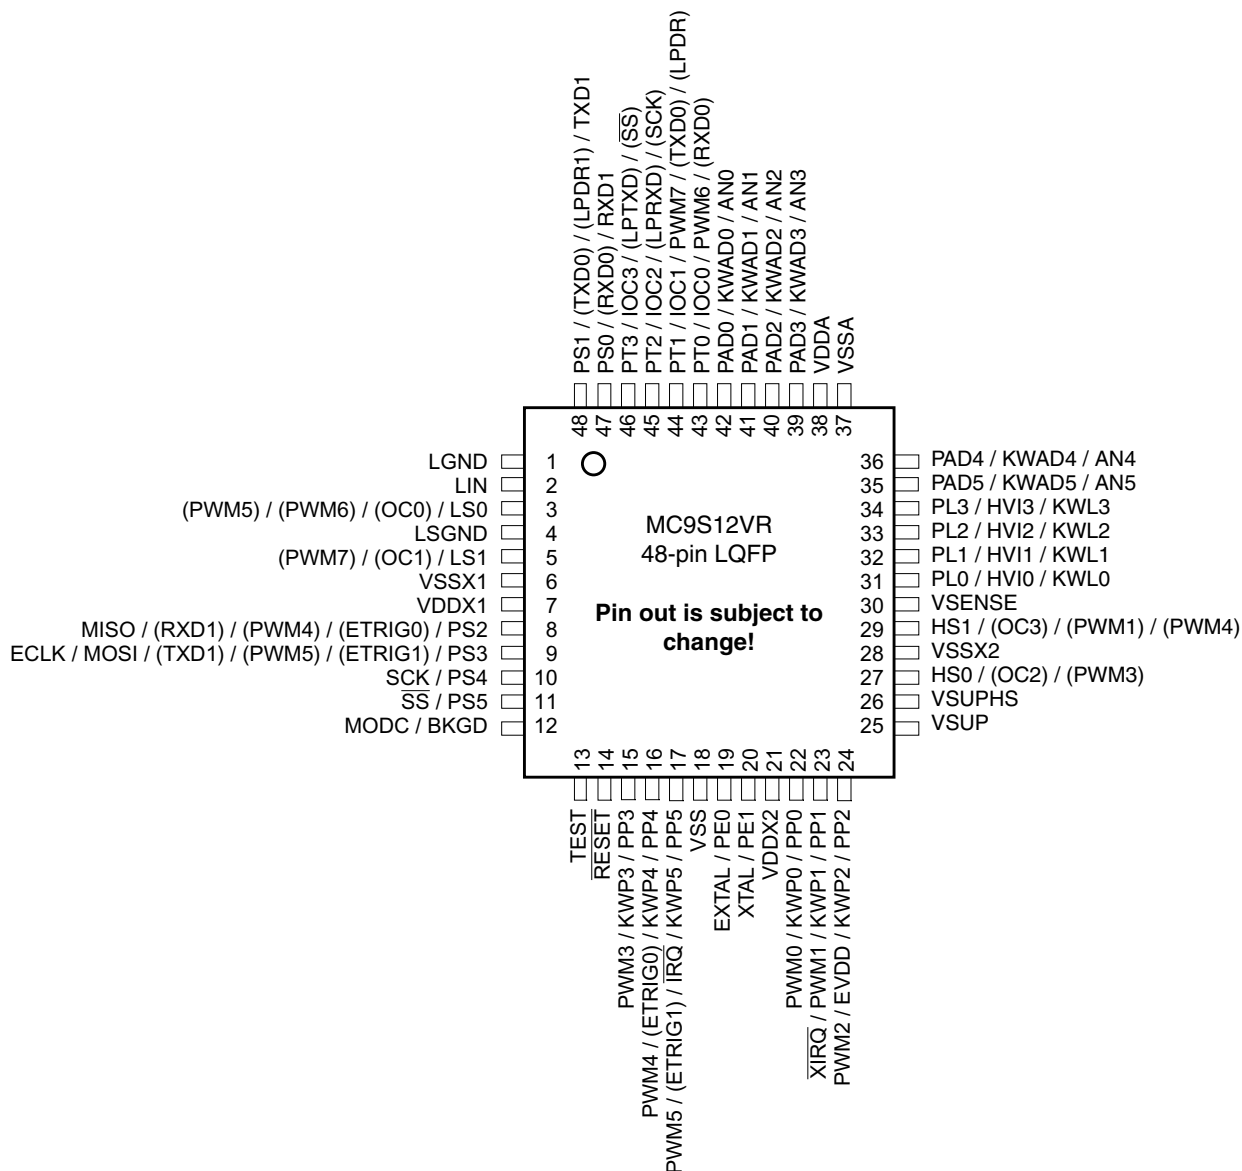 PS1 / (TXD0) / (LPDR1) / TXD1
PS0 / (RXD0) / RXD1
PT3 / IOC3 / (LPTXD) / (S̅S̅)
PT2 / IOC2 / (LPRXD) / (SCK)
PT1 / IOC1 / PWM7 / (TXD0) / (LPDR)
PT0 / IOC0 / PWM6 / (RXD0)
PAD0 / KWAD0 / AN0
PAD1 / KWAD1 / AN1
PAD2 / KWAD2 / AN2
PAD3 / KWAD3 / AN3
VDDA
VSSA
48
47
46
45
44
43
42
41
40
39
38
37
LGND 1
LIN 2
(PWM5) / (PWM6) / (OC0) / LS0 3
LSGND 4
(PWM7) / (OC1) / LS1 5
VSSX1 6
VDDX1 7
MISO / (RXD1) / (PWM4) / (ETRIG0) / PS2 8
ECLK / MOSI / (TXD1) / (PWM5) / (ETRIG1) / PS3 9
SCK / PS4 10
S̅S̅ / PS5 11
MODC / BKGD 12
MC9S12VR
48-pin LQFP
Pin out is subject to
change!
36 PAD4 / KWAD4 / AN4
35 PAD5 / KWAD5 / AN5
34 PL3 / HVI3 / KWL3
33 PL2 / HVI2 / KWL2
32 PL1 / HVI1 / KWL1
31 PL0 / HVI0 / KWL0
30 VSENSE
29 HS1 / (OC3) / (PWM1) / (PWM4)
28 VSSX2
27 HS0 / (OC2) / (PWM3)
26 VSUPHS
25 VSUP
13
14
15
16
17
18
19
20
21
22
23
24
TEST
R̅E̅S̅E̅T̅
PWM3 / KWP3 / PP3
PWM4 / (ETRIG0) / KWP4 / PP4
PWM5 / (ETRIG1) / I̅R̅Q̅ / KWP5 / PP5
VSS
EXTAL / PE0
XTAL / PE1
VDDX2
PWM0 / KWP0 / PP0
X̅I̅R̅Q̅ / PWM1 / KWP1 / PP1
PWM2 / EVDD / KWP2 / PP2